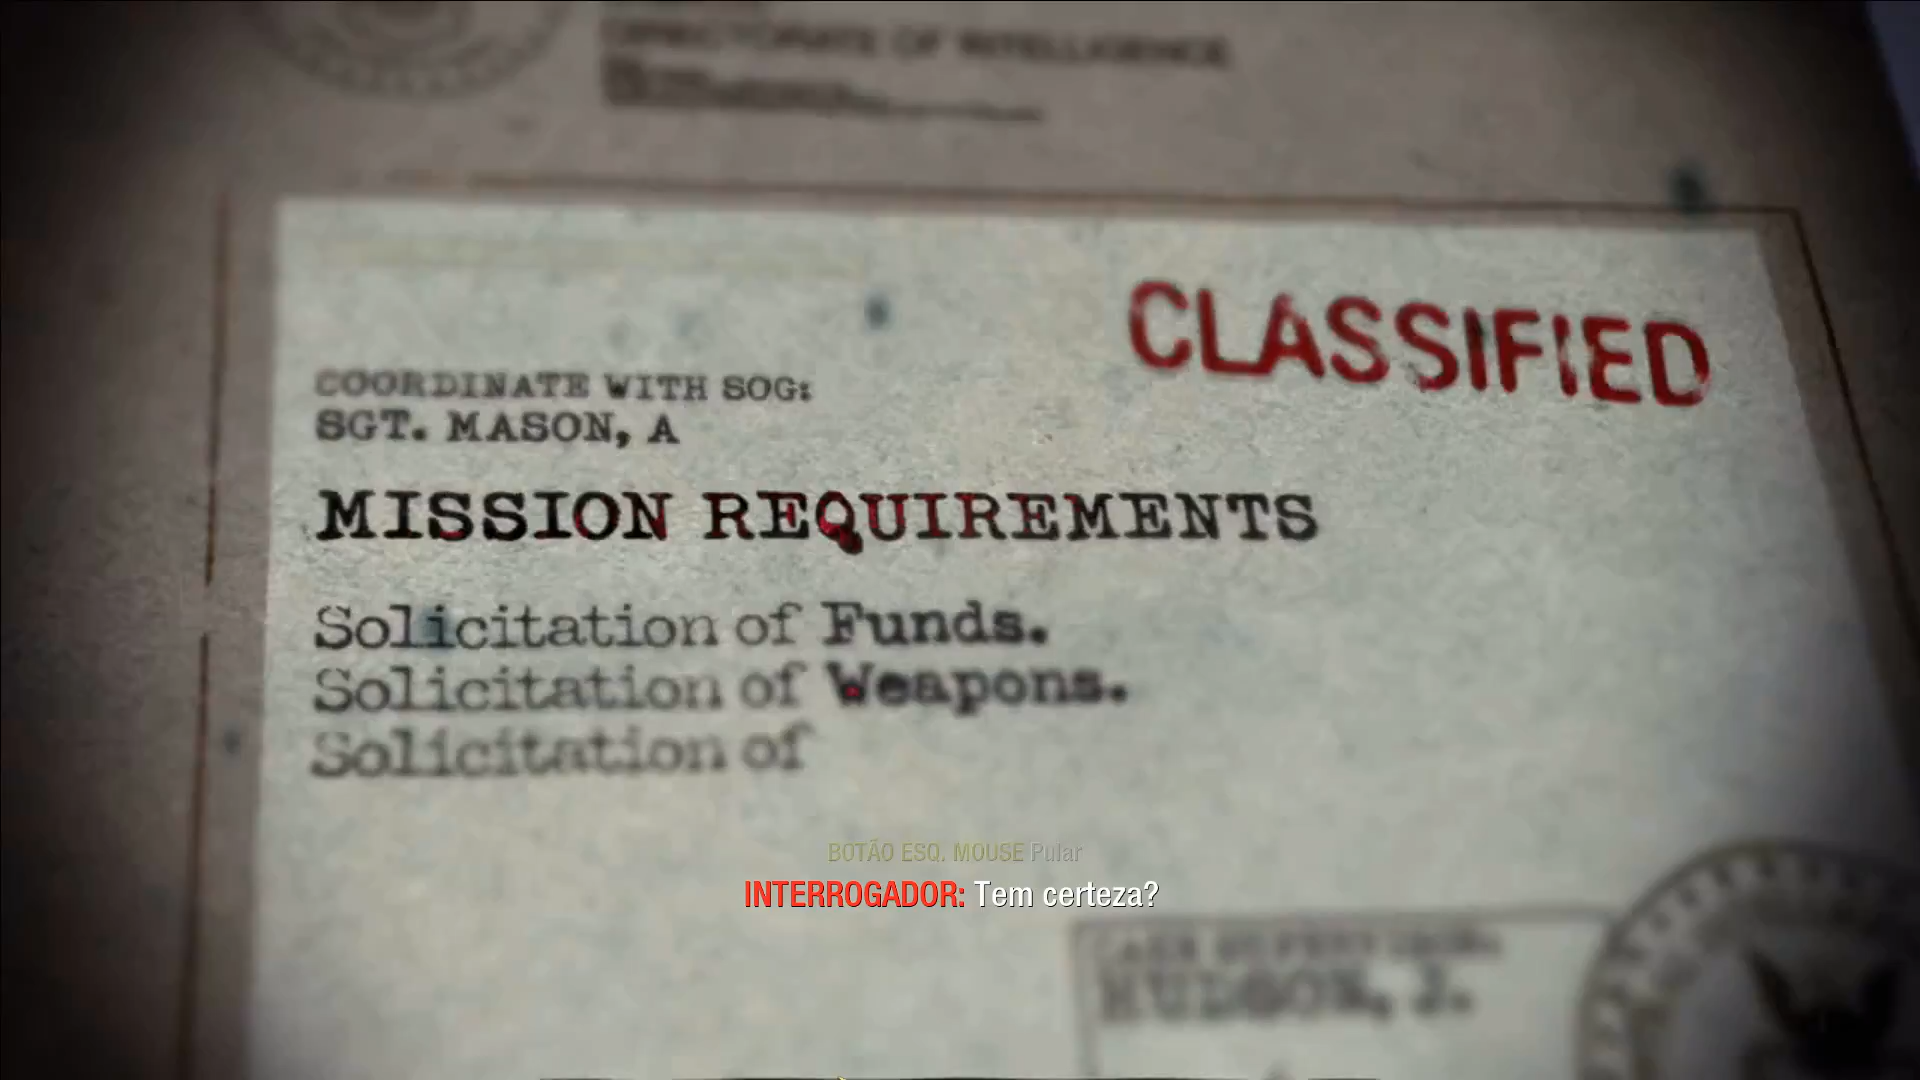 DIRECTORATE OF INTELLIGENCE
CLASSIFIED
COORDINATE WITH SOG:
SGT. MASON, A
MISSION REQUIREMENTS
Solicitation of Funds.
Solicitation of Weapons.
Solicitation of
BOTÃO ESQ. MOUSE Pular
INTERROGADOR: Tem certeza?
HUDSON, J.